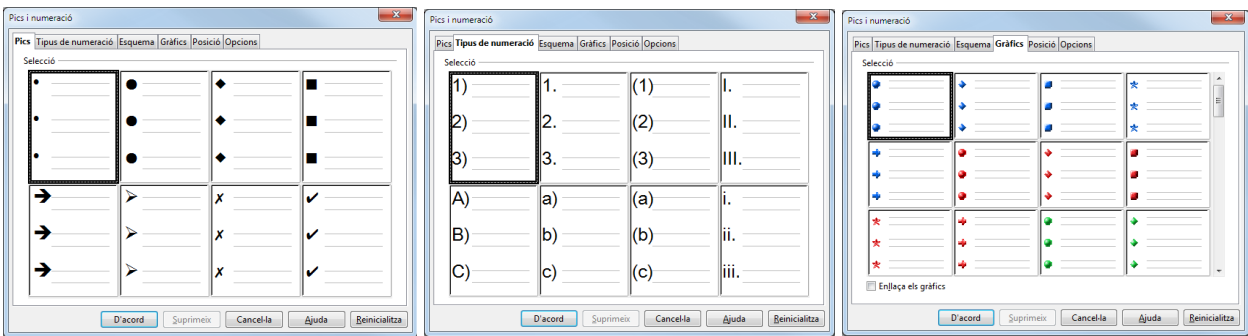 Pics i numeració
Pics Tipus de numeració Esquema Gràfics Posició Opcions
Selecció
D'acord Suprimeix Cancel·la Ajuda Reinicialitza
Pics i numeració
Pics Tipus de numeració Esquema Gràfics Posició Opcions
Selecció
1) 1. (1) I.
2) 2. (2) II.
3) 3. (3) III.
A) a) (a) i.
B) b) (b) ii.
C) c) (c) iii.
D'acord Suprimeix Cancel·la Ajuda Reinicialitza
Pics i numeració
Pics Tipus de numeració Esquema Gràfics Posició Opcions
Selecció
Enllaça els gràfics
D'acord Suprimeix Cancel·la Ajuda Reinicialitza